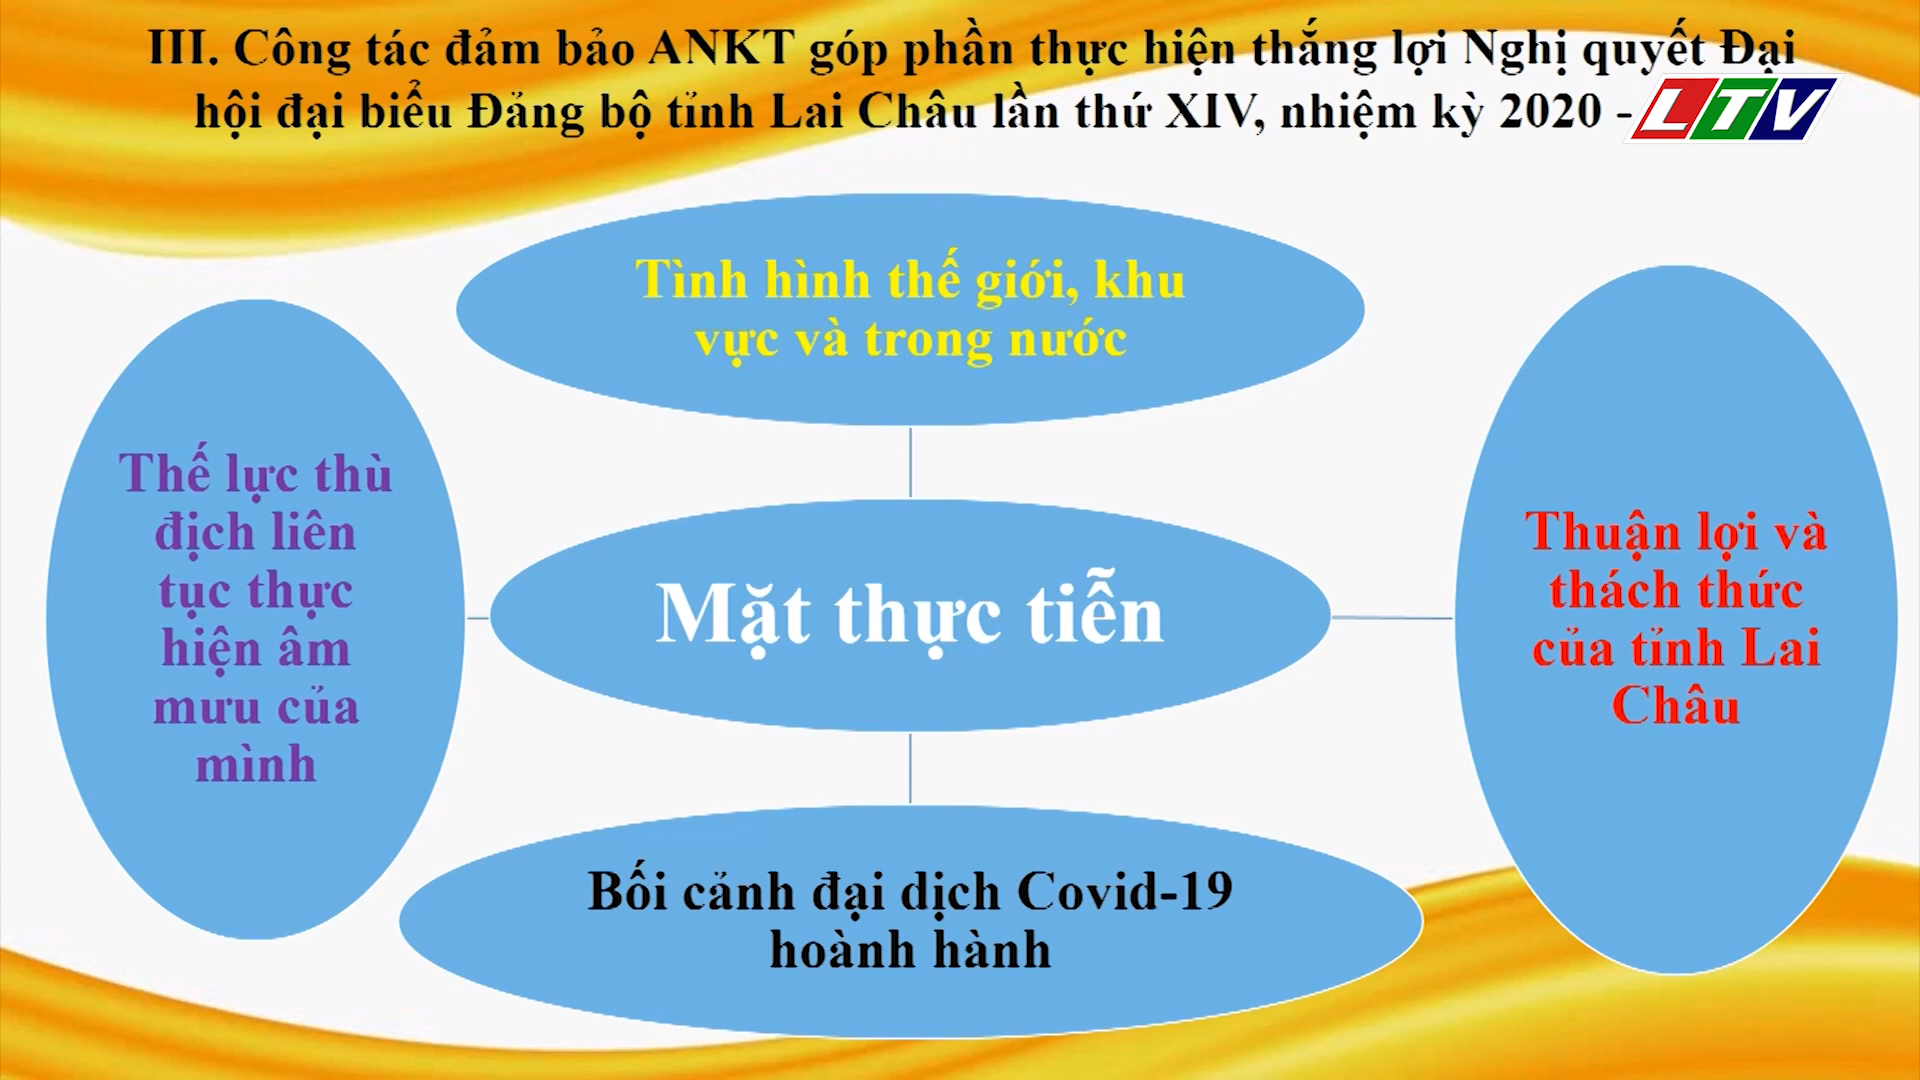 III. Công tác đảm bảo ANKT góp phần thực hiện thắng lợi Nghị quyết Đại
hội đại biểu Đảng bộ tỉnh Lai Châu lần thứ XIV, nhiệm kỳ 2020 -
LTV
Tình hình thế giới, khu
vực và trong nước
Thế lực thù
địch liên
tục thực
hiện âm
mưu của
mình
Mặt thực tiễn
Thuận lợi và
thách thức
của tỉnh Lai
Châu
Bối cảnh đại dịch Covid-19
hoành hành